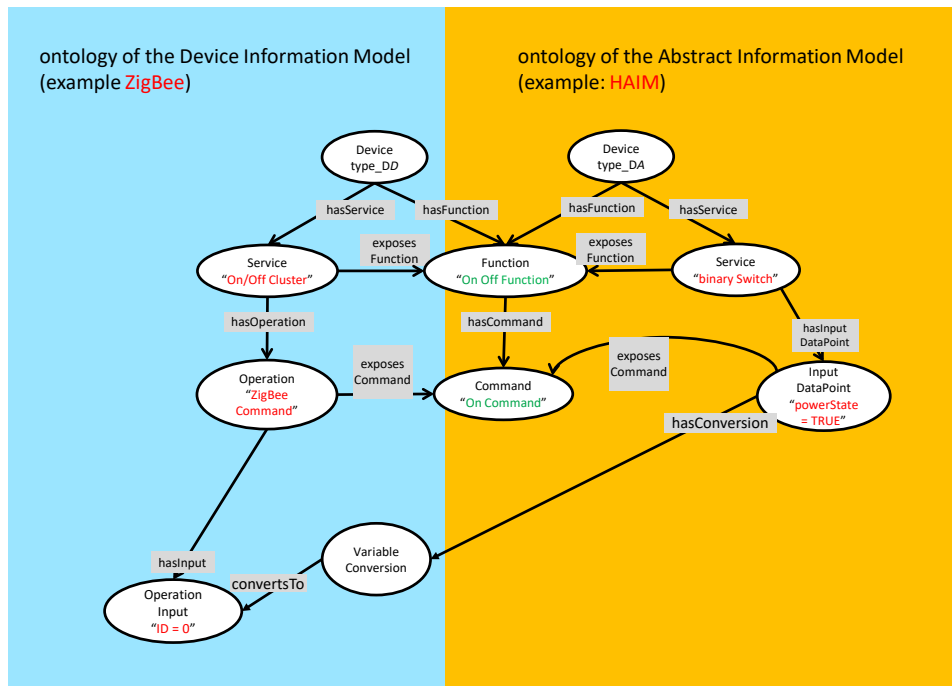 ontology of the Device Information Model
(example ZigBee)
ontology of the Abstract Information Model
(example: HAIM)
Device
type_DD
Device
type_DA
hasService
hasFunction
hasFunction
hasService
exposes
Function
exposes
Function
Service
“On/Off Cluster”
Function
“On Off Function”
Service
“binary Switch”
hasOperation
hasCommand
hasInput
DataPoint
exposes
Command
exposes
Command
Operation
“ZigBee
Command”
Command
“On Command”
Input
DataPoint
“powerState
= TRUE”
hasConversion
Variable
Conversion
hasInput
convertsTo
Operation
Input
“ID = 0”